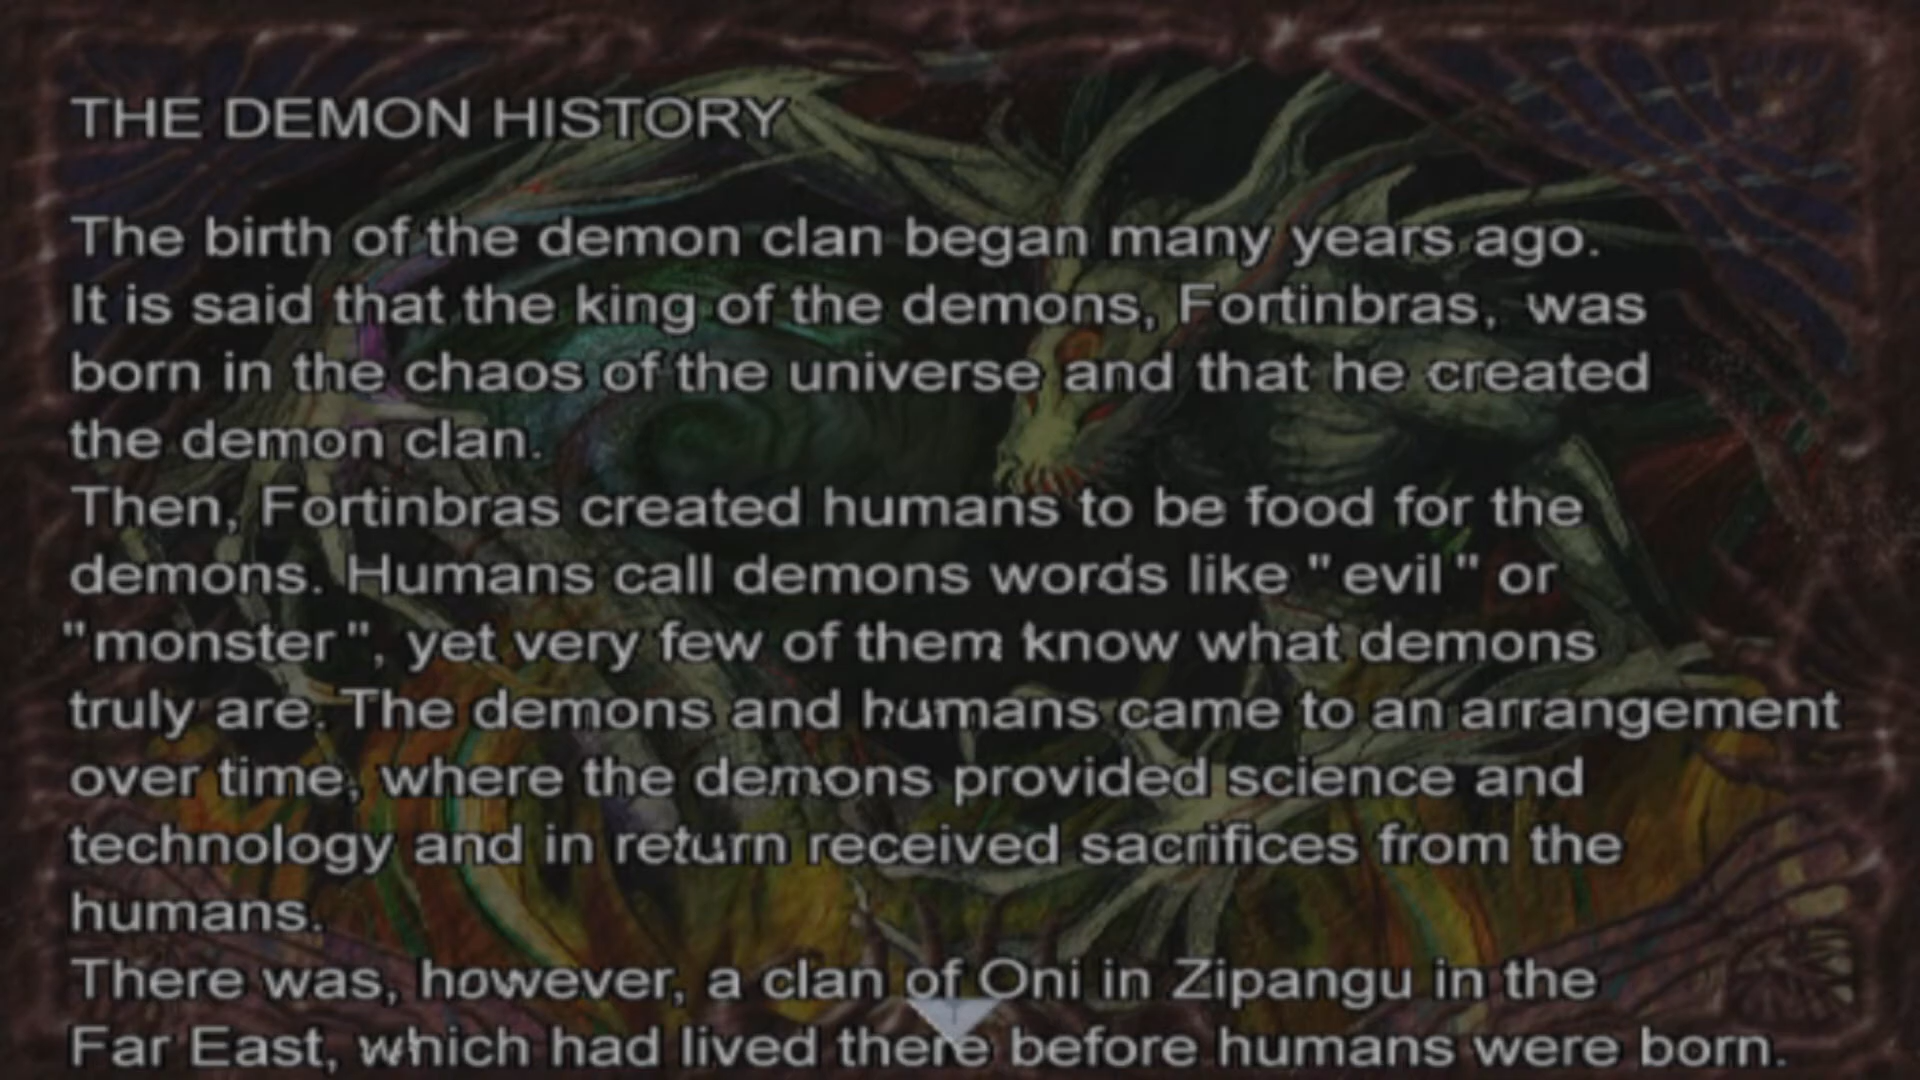 THE DEMON HISTORY
The birth of the demon clan began many years ago.
It is said that the king of the demons, Fortinbras, was
born in the chaos of the universe and that he created
the demon clan.
Then, Fortinbras created humans to be food for the
demons. Humans call demons words like "evil" or
"monster", yet very few of them know what demons
truly are. The demons and humans came to an arrangement
over time, where the demons provided science and
technology and in return received sacrifices from the
humans.
There was, however, a clan of Oni in Zipangu in the
Far East, which had lived there before humans were born.